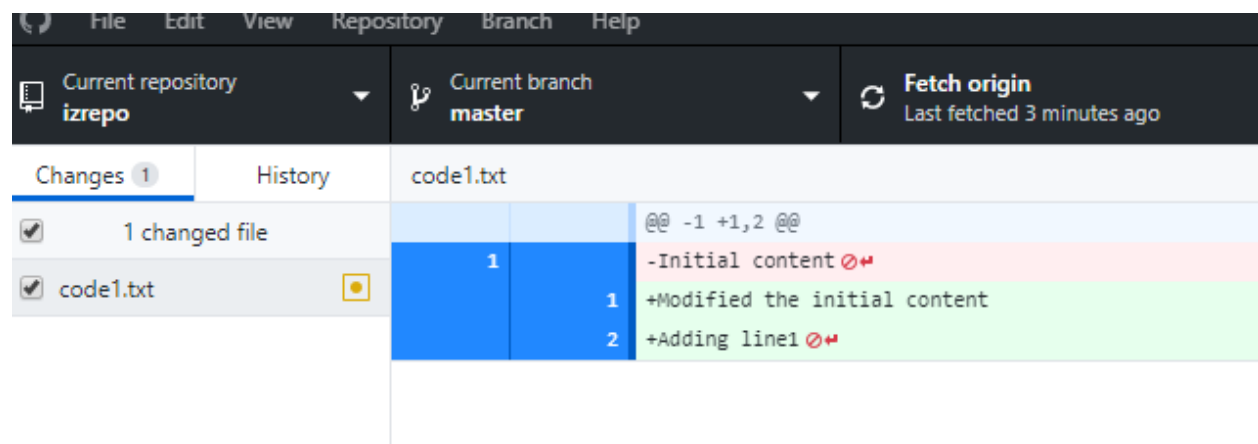 File Edit View Repository Branch Help
Current repository
izrepo
Current branch
master
Fetch origin
Last fetched 3 minutes ago
Changes 1 History
code1.txt
1 changed file
code1.txt
@@ -1 +1,2 @@
1 -Initial content
1 +Modified the initial content
2 +Adding line1